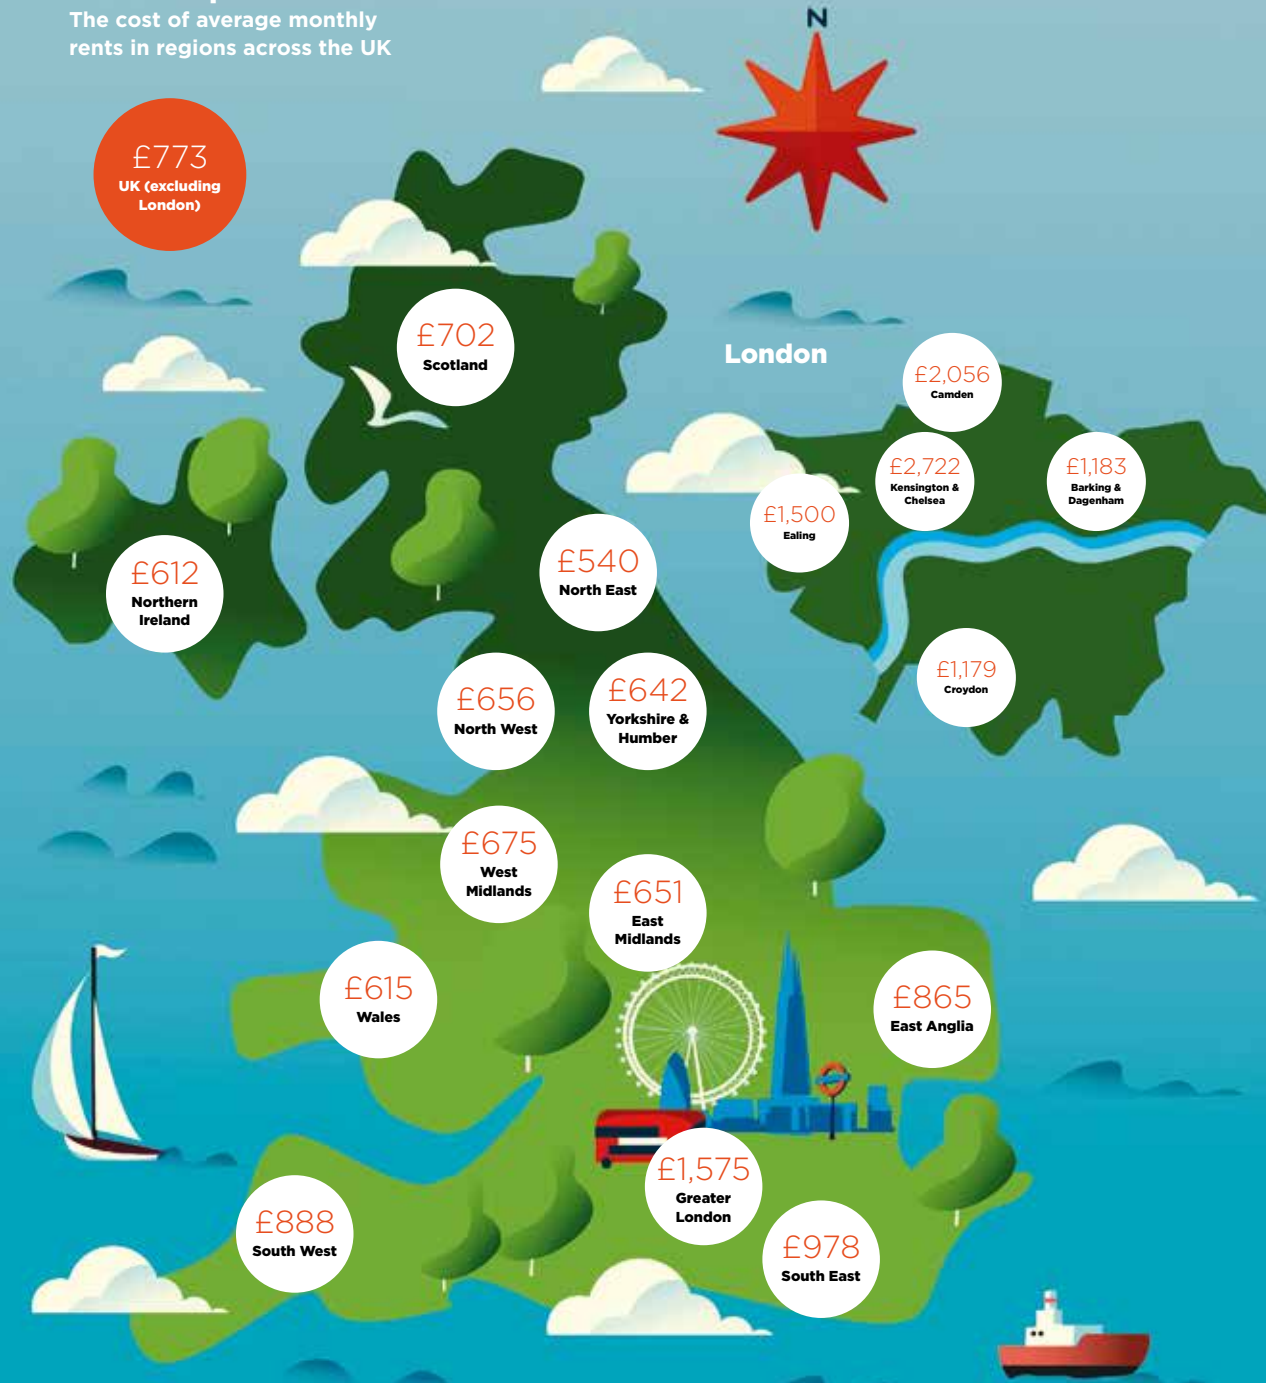 The cost of average monthly
rents in regions across the UK
N
£773
UK (excluding
London)
£702
Scotland
London
£2,056
Camden
£2,722
Kensington &
Chelsea
£1,183
Barking &
Dagenham
£1,500
Ealing
£612
Northern
Ireland
£540
North East
£1,179
Croydon
£656
North West
£642
Yorkshire &
Humber
£675
West
Midlands
£651
East
Midlands
£615
Wales
£865
East Anglia
£1,575
Greater
London
£888
South West
£978
South East